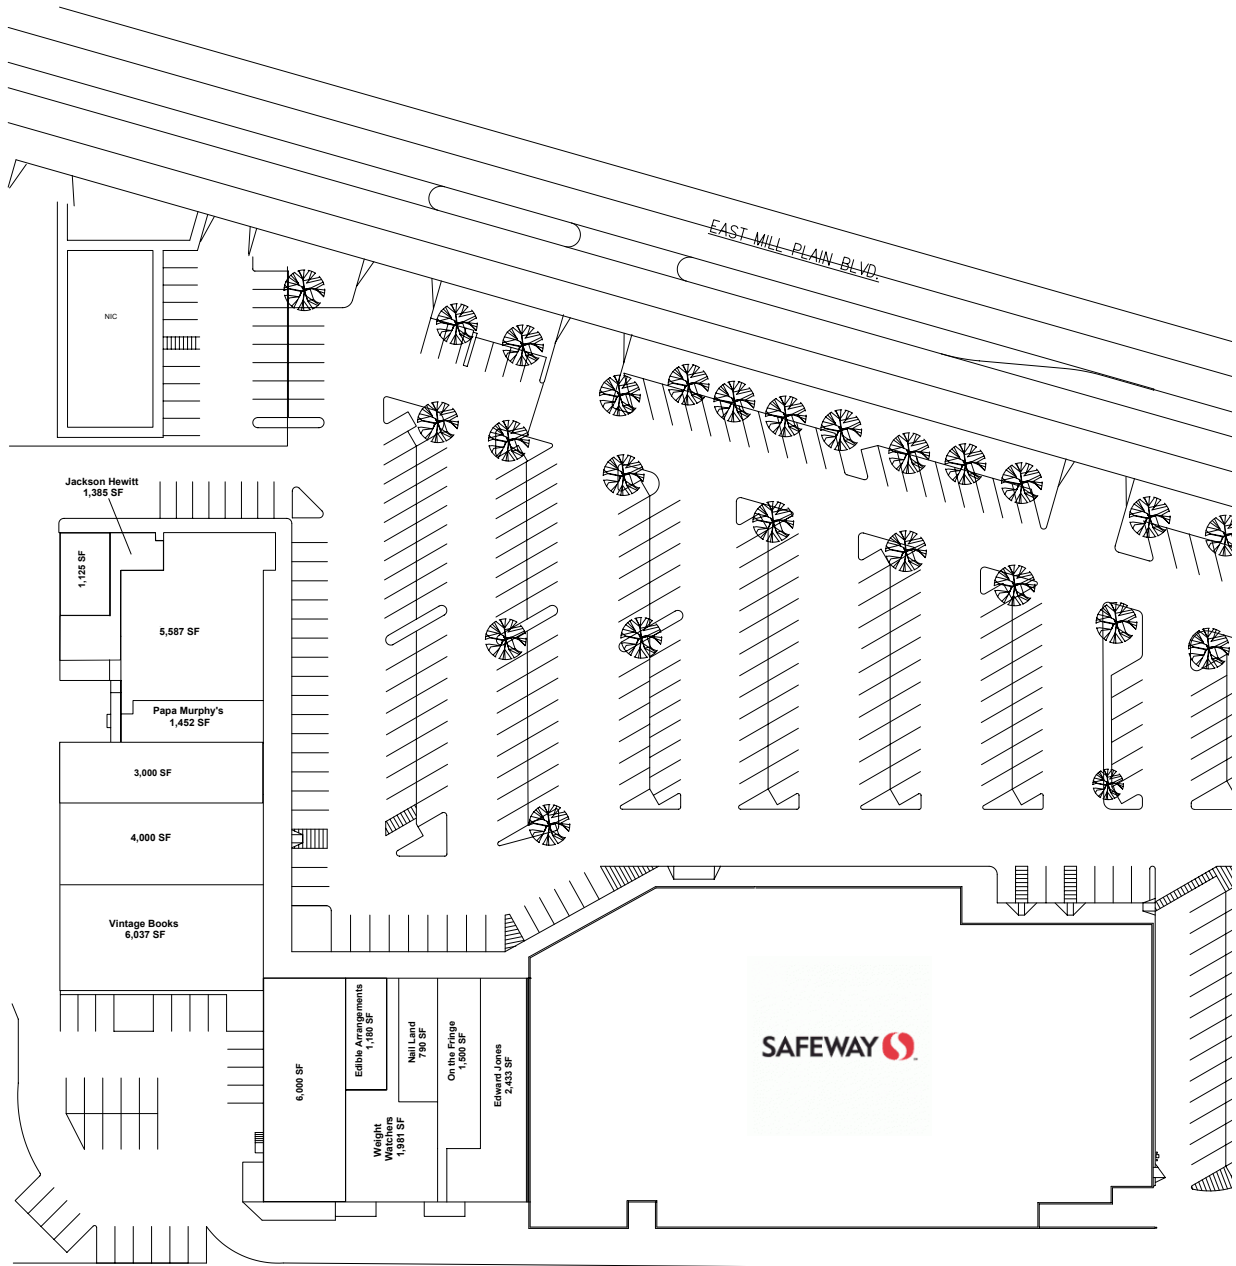 EAST MILL PLAIN BLVD.
NIC
Jackson Hewitt
1,385 SF
1,125 SF
5,587 SF
Papa Murphy's
1,452 SF
3,000 SF
4,000 SF
Vintage Books
6,037 SF
6,000 SF
Edible Arrangements
1,180 SF
Weight
Watchers
1,981 SF
Nail Land
790 SF
On the Fringe
1,500 SF
Edward Jones
2,433 SF
SAFEWAY